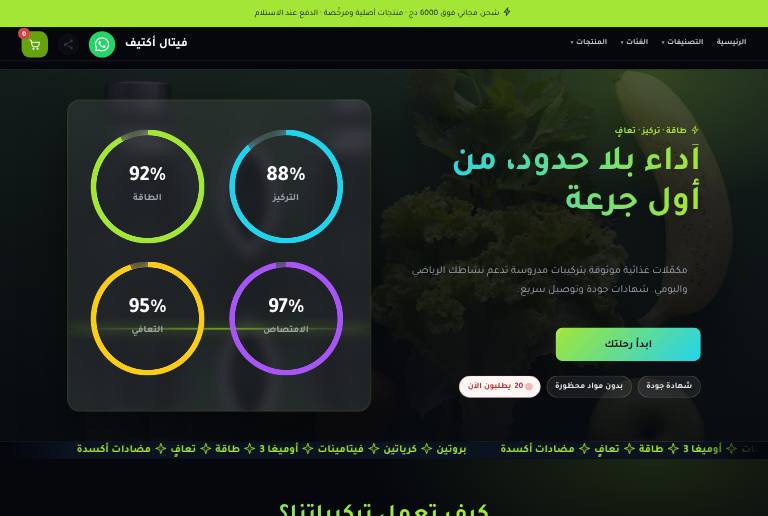 شحن مجاني فوق 6000 دج · منتجات أصلية ومرخّصة · الدفع عند الاستلام
الرئيسية التصنيفات الفئات المنتجات
فيتال أكتيف
0
طاقة · تركيز · تعافٍ
أداء بلا حدود، من
أول جرعة
مكمّلات غذائية موثوقة بتركيبات مدروسة تدعم نشاطك الرياضي
واليومي. شهادات جودة وتوصيل سريع.
ابدأ رحلتك
شهادة جودة
بدون مواد محظورة
20 يطلبون الآن
88%
التركيز
92%
الطاقة
97%
الامتصاص
95%
التعافي
أوميغا 3 طاقة تعافٍ مضادات أكسدة بروتين كرياتين فيتامينات أوميغا 3 طاقة تعافٍ مضادات أكسدة
كيف تعمل تركيباتنا؟